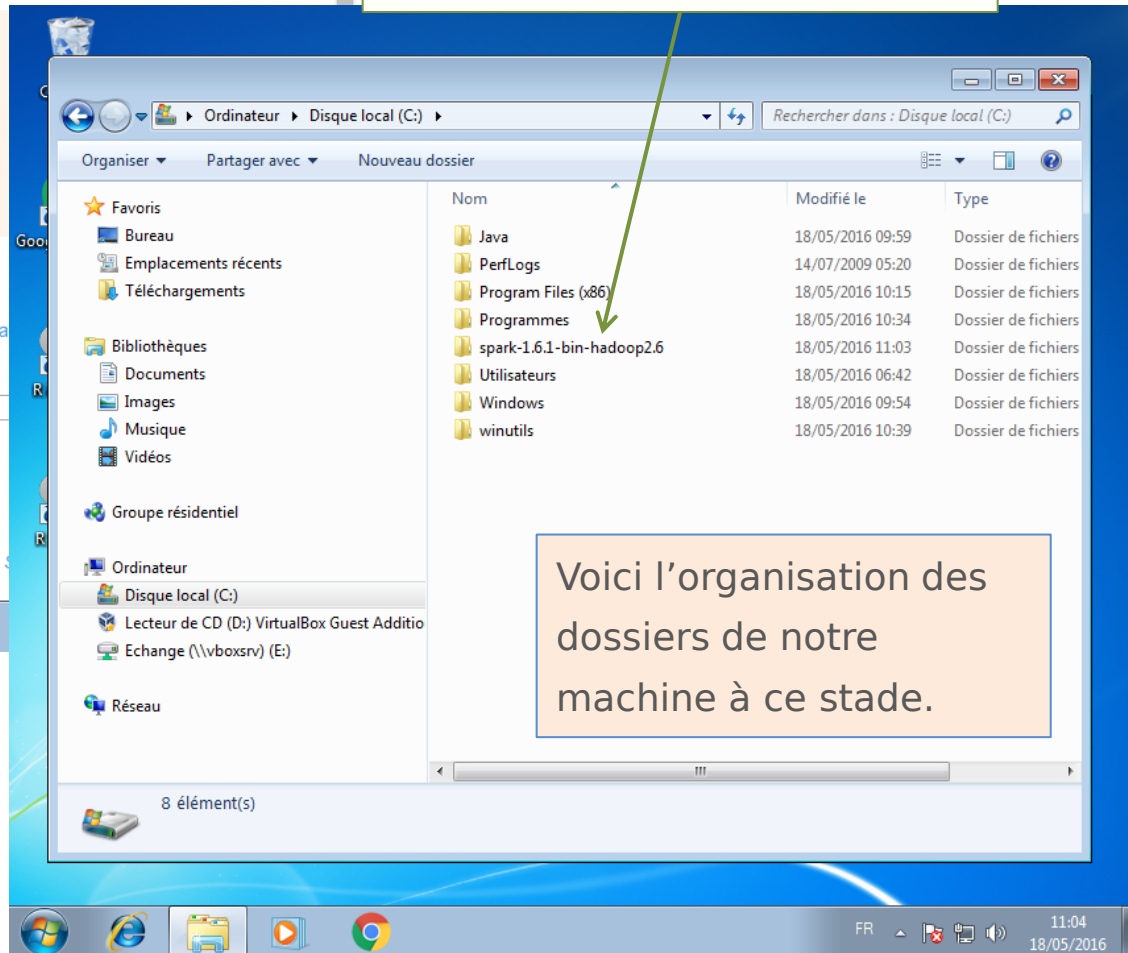 Ordinateur ▸ Disque local (C:) ▸
Rechercher dans : Disque local (C:)
Organiser ▾ Partager avec ▾ Nouveau dossier
Nom Modifié le Type
Favoris
Bureau
Emplacements récents
Téléchargements
Bibliothèques
Documents
Images
Musique
Vidéos
Groupe résidentiel
Ordinateur
Disque local (C:)
Lecteur de CD (D:) VirtualBox Guest Additio
Echange (\\vboxsrv) (E:)
Réseau
Java 18/05/2016 09:59 Dossier de fichiers
PerfLogs 14/07/2009 05:20 Dossier de fichiers
Program Files (x86) 18/05/2016 10:15 Dossier de fichiers
Programmes 18/05/2016 10:34 Dossier de fichiers
spark-1.6.1-bin-hadoop2.6 18/05/2016 11:03 Dossier de fichiers
Utilisateurs 18/05/2016 06:42 Dossier de fichiers
Windows 18/05/2016 09:54 Dossier de fichiers
winutils 18/05/2016 10:39 Dossier de fichiers
Voici l’organisation des
dossiers de notre
machine à ce stade.
8 élément(s)
FR
11:04
18/05/2016